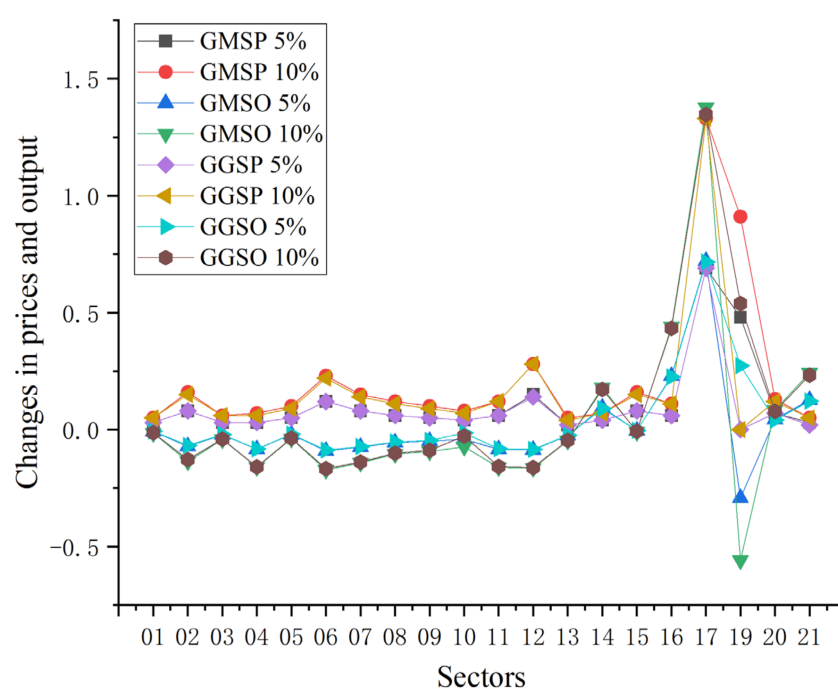 GMSP 5%
GMSP 10%
GMSO 5%
GMSO 10%
GGSP 5%
GGSP 10%
GGSO 5%
GGSO 10%
Changes in prices and output
1.5
1.0
0.5
0.0
-0.5
01 02 03 04 05 06 07 08 09 10 11 12 13 14 15 16 17 19 20 21
Sectors